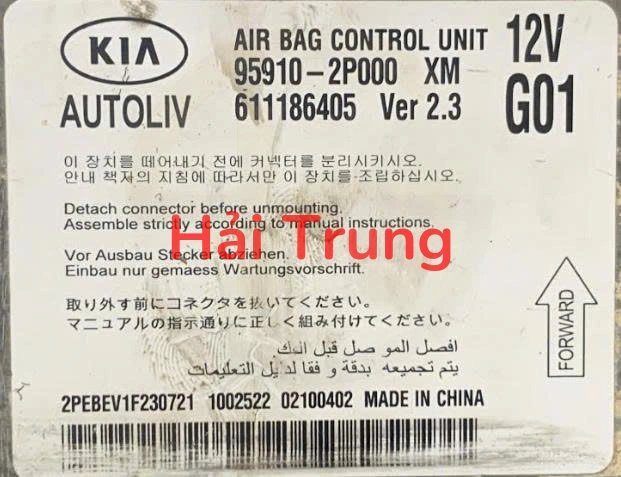 KIA
AIR BAG CONTROL UNIT 12V
95910-2P000 XM
AUTOLIV 611186405 Ver 2.3 G01
이 장치를 떼어내기 전에 커넥터를 분리시키시오.
안내 책자의 지침에 따라서만 이 장치를 조립하십시오.
Detach connector before unmounting.
Assemble strictly according to manual instructions.
Hải Trung
Vor Ausbau Stecker abziehen.
Einbau nur gemaess Wartungsvorschrift.
取り外す前にコネクタを抜いてください。
マニュアルの指示通りに正しく組み付けてください。
افصل الموصل قبل الفك.
يتم تجميعه بدقة و فقا لدليل التعليمات.
FORWARD
2PEBEV1F230721 1002522 02100402 MADE IN CHINA